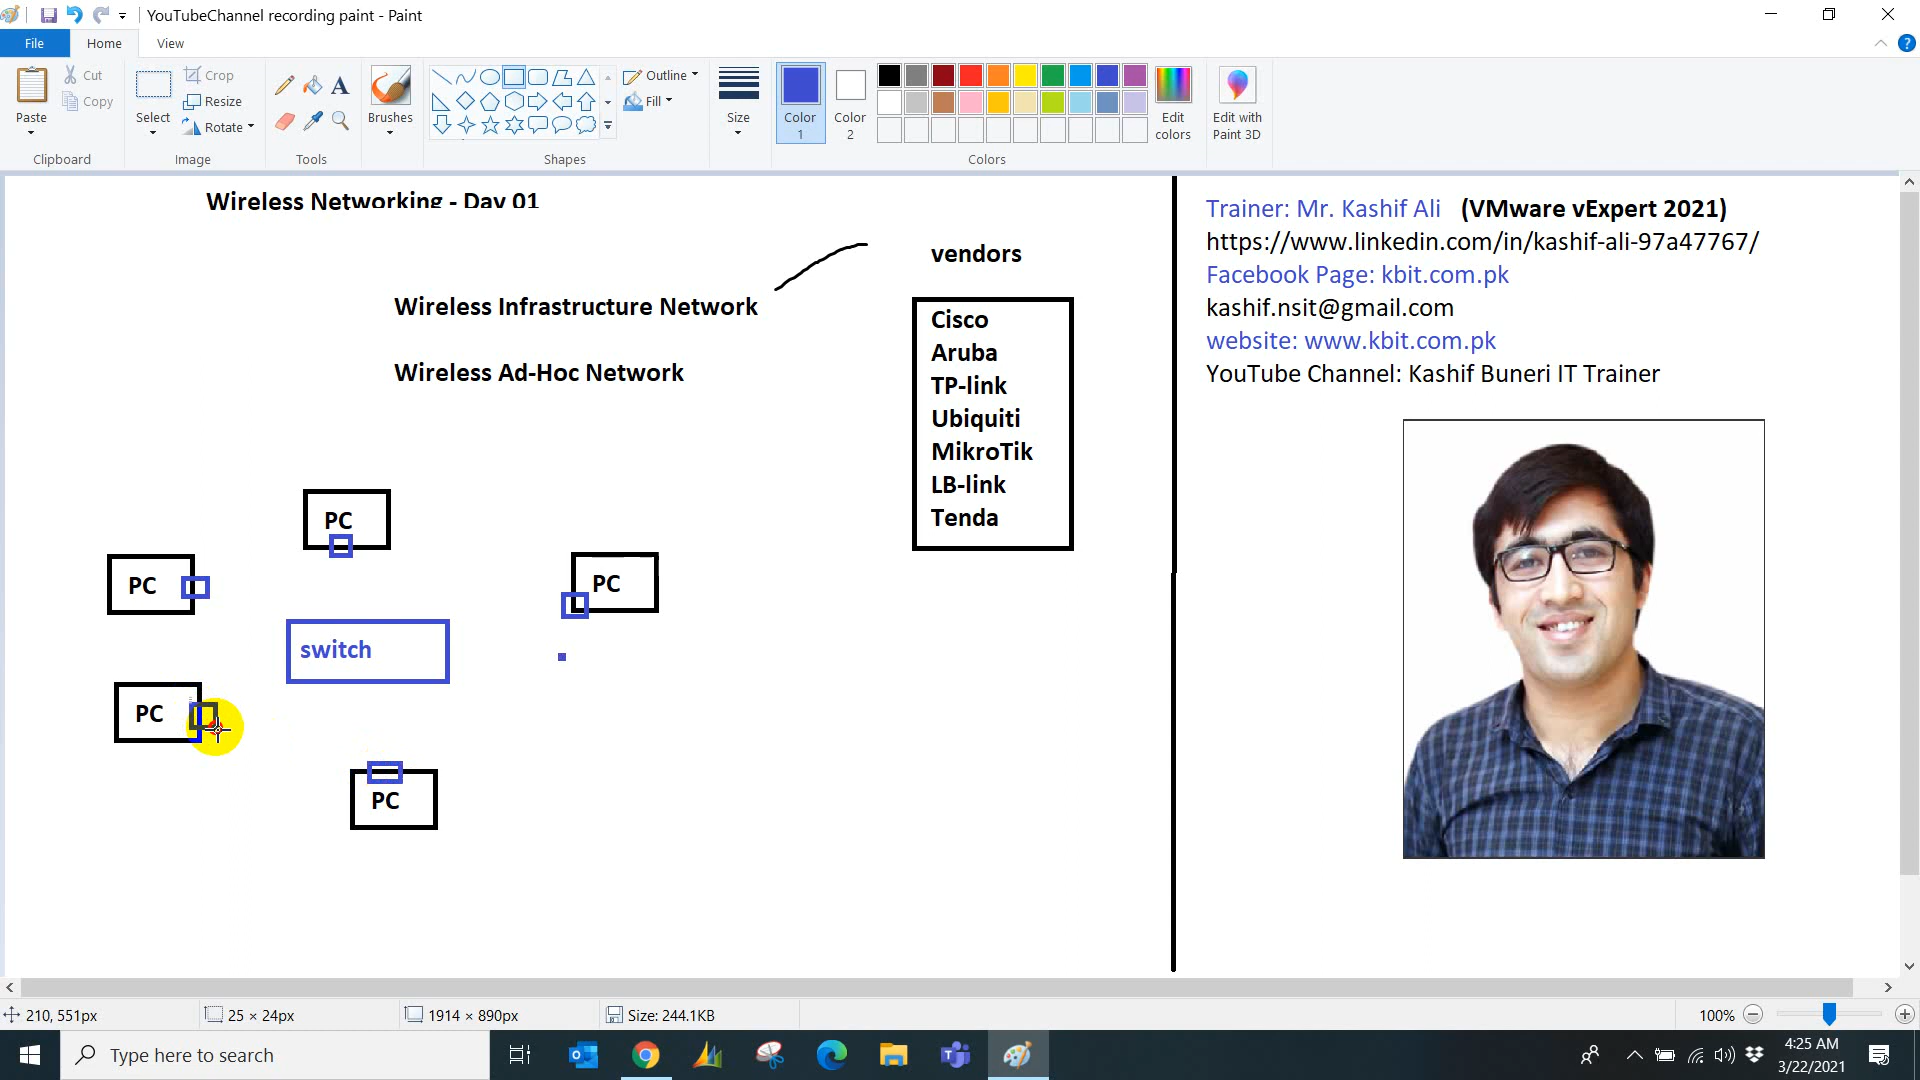 YouTubeChannel recording paint - Paint
File Home View
Paste
Cut
Copy
Clipboard
Select
Crop
Resize
Rotate
Image
Tools
Brushes
Outline
Fill
Shapes
Size
Color 1
Color 2
Edit colors
Colors
Edit with Paint 3D
Wireless Networking - Day 01
Wireless Infrastructure Network
Wireless Ad-Hoc Network
vendors
Cisco
Aruba
TP-link
Ubiquiti
MikroTik
LB-link
Tenda
PC
PC
PC
switch
PC
PC
Trainer: Mr. Kashif Ali (VMware vExpert 2021)
https://www.linkedin.com/in/kashif-ali-97a47767/
Facebook Page: kbit.com.pk
kashif.nsit@gmail.com
website: www.kbit.com.pk
YouTube Channel: Kashif Buneri IT Trainer
210, 551px
25 × 24px
1914 × 890px
Size: 244.1KB
100%
Type here to search
4:25 AM
3/22/2021